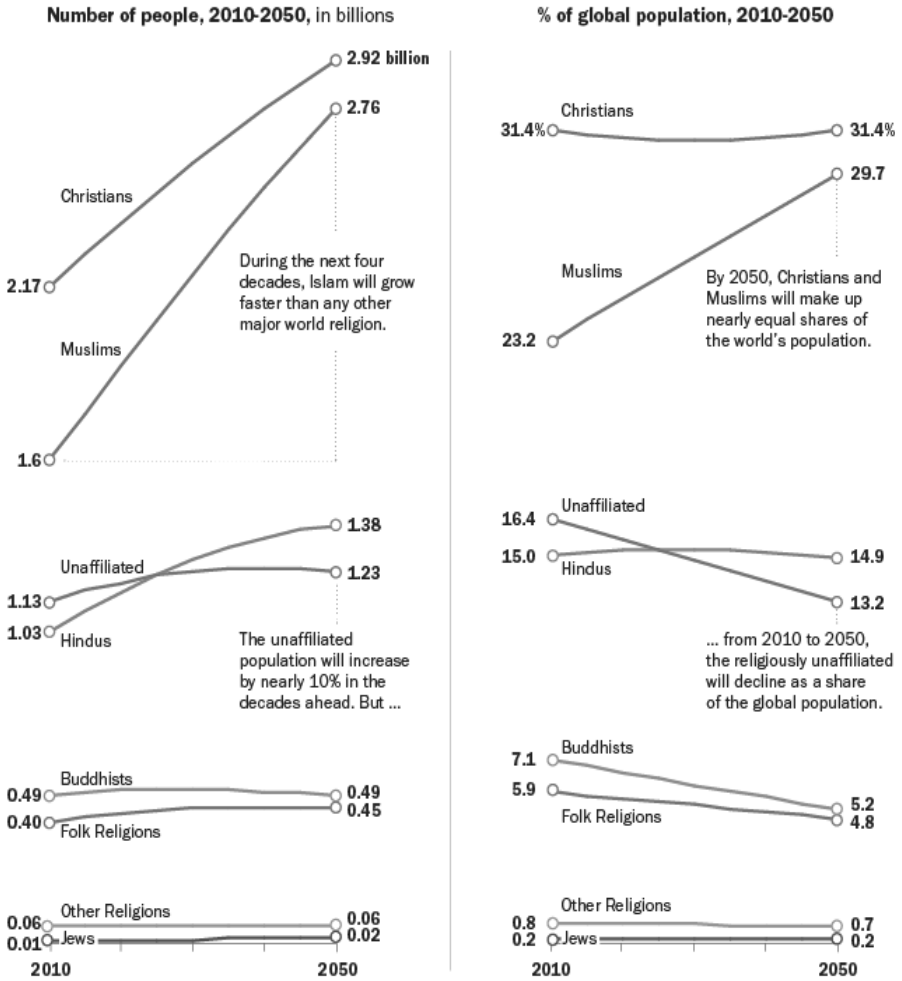 Number of people, 2010-2050, in billions
2.92 billion
2.76
Christians
2.17
During the next four
decades, Islam will grow
faster than any other
major world religion.
Muslims
1.6
1.38
Unaffiliated
1.23
1.13
1.03
Hindus
The unaffiliated
population will increase
by nearly 10% in the
decades ahead. But ...
Buddhists
0.49
0.49
0.45
0.40
Folk Religions
Other Religions
0.06
0.06
0.01
Jews
0.02
2010
2050
% of global population, 2010-2050
Christians
31.4%
31.4%
29.7
Muslims
By 2050, Christians and
Muslims will make up
nearly equal shares of
the world's population.
23.2
Unaffiliated
16.4
15.0
Hindus
14.9
13.2
... from 2010 to 2050,
the religiously unaffiliated
will decline as a share
of the global population.
Buddhists
7.1
5.9
5.2
4.8
Folk Religions
Other Religions
0.8
0.7
0.2
Jews
0.2
2010
2050